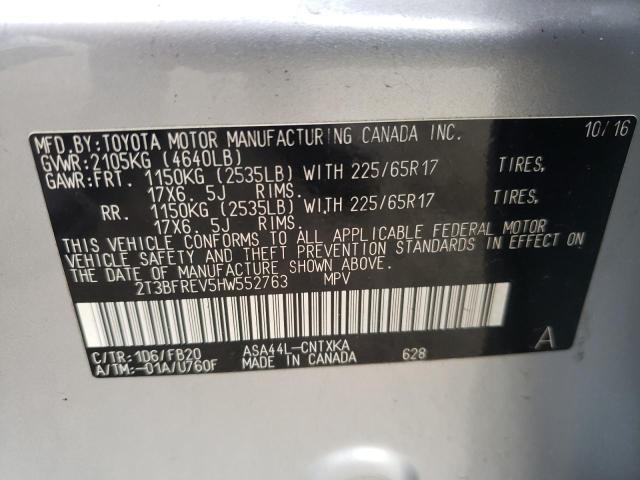 MFD. BY: TOYOTA MOTOR MANUFACTURING CANADA INC. 10/16
GVWR: 2105KG (4640LB)
GAWR: FRT. 1150KG (2535LB) WITH 225/65R17 TIRES,
17X6. 5J RIMS.
RR. 1150KG (2535LB) WITH 225/65R17 TIRES,
17X6. 5J RIMS.
THIS VEHICLE CONFORMS TO ALL APPLICABLE FEDERAL MOTOR
VEHICLE SAFETY AND THEFT PREVENTION STANDARDS IN EFFECT ON
THE DATE OF MANUFACTURE SHOWN ABOVE.
2T3BFREV5HW552763 MPV
C/TR: 1D6/FB20 ASA44L-CNTXKA 628 A
A/TM: -01A/U760F MADE IN CANADA